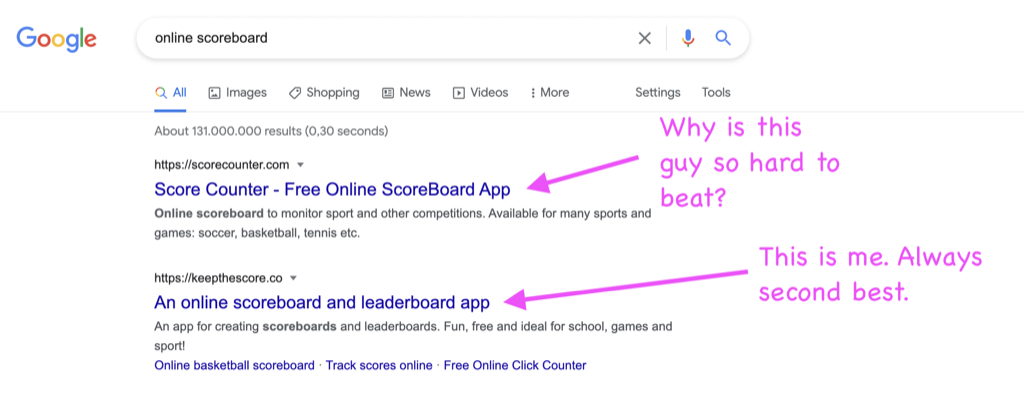 Google
online scoreboard
All Images Shopping News Videos More Settings Tools
About 131.000.000 results (0,30 seconds)
Why is this
guy so hard to
beat?
https://scorecounter.com
Score Counter - Free Online ScoreBoard App
Online scoreboard to monitor sport and other competitions. Available for many sports and
games: soccer, basketball, tennis etc.
This is me. Always
second best.
https://keepthescore.co
An online scoreboard and leaderboard app
An app for creating scoreboards and leaderboards. Fun, free and ideal for school, games and
sport!
Online basketball scoreboard · Track scores online · Free Online Click Counter